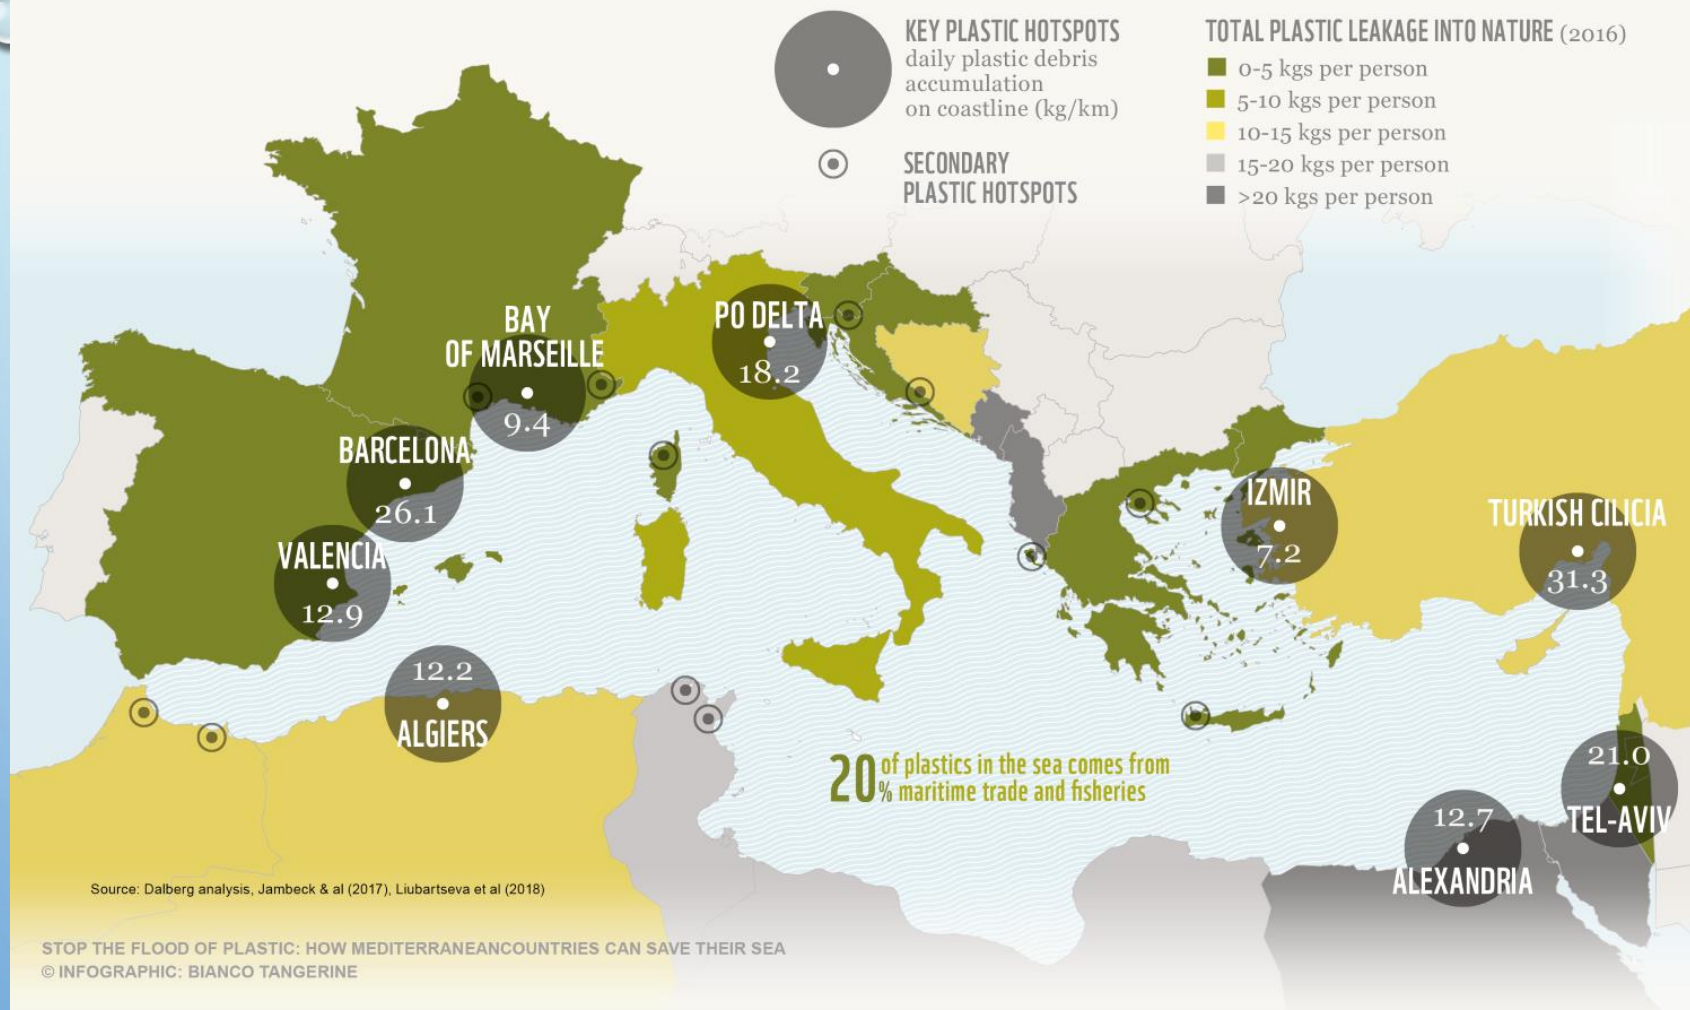 KEY PLASTIC HOTSPOTS
daily plastic debris
accumulation
on coastline (kg/km)
SECONDARY
PLASTIC HOTSPOTS
TOTAL PLASTIC LEAKAGE INTO NATURE (2016)
0-5 kgs per person
5-10 kgs per person
10-15 kgs per person
15-20 kgs per person
>20 kgs per person
BAY
OF MARSEILLE
9.4
PO DELTA
18.2
BARCELONA
26.1
VALENCIA
12.9
IZMIR
7.2
TURKISH CILICIA
31.3
12.2
ALGIERS
20% of plastics in the sea comes from
maritime trade and fisheries
21.0
TEL-AVIV
12.7
ALEXANDRIA
Source: Dalberg analysis, Jambeck & al (2017), Liubartseva et al (2018)
STOP THE FLOOD OF PLASTIC: HOW MEDITERRANEANCOUNTRIES CAN SAVE THEIR SEA
© INFOGRAPHIC: BIANCO TANGERINE